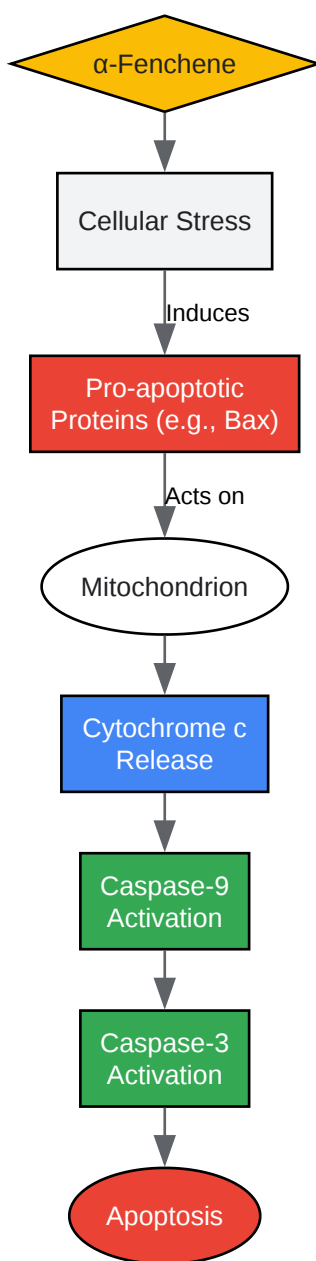 α-Fenchene
Cellular Stress
Induces
Pro-apoptotic
Proteins (e.g., Bax)
Acts on
Mitochondrion
Cytochrome c
Release
Caspase-9
Activation
Caspase-3
Activation
Apoptosis